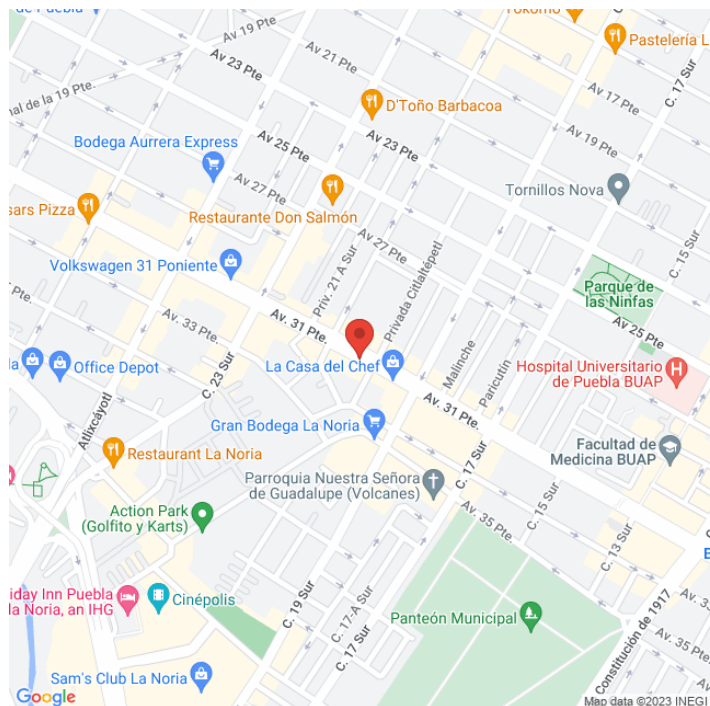 de Puebla
Av 19 Pte.
Yokomo
Pastelería L
Av 23 Pte.
Av 21 Pte
C. 17 Sur
nal de la 19 Pte.
D'Toño Barbacoa
Av 17 Pte
Bodega Aurrera Express
Av 25 Pte
Av 23 Pte
Av 19 Pte
Av 27 Pte
Tornillos Nova
sars Pizza
Restaurante Don Salmón
C. 15 Sur
Volkswagen 31 Poniente
Priv. 21 A Sur
Av 27 Pte
Privada Citlaltépetl
Parque de
las Ninfas
Av. 33 Pte.
Av. 31 Pte.
Av 25 Pte
la
Office Depot
C. 23 Sur
La Casa del Chef
Malinche
Paricutín
Hospital Universitario
de Puebla BUAP
Atlixcáyotl
Gran Bodega La Noria
Av. 31 Pte.
Restaurant La Noria
Facultad de
Medicina BUAP
Parroquia Nuestra Señora
de Guadalupe (Volcanes)
C. 17 Sur
Action Park
(Golfito y Karts)
Av. 35 Pte.
C. 15 Sur
C. 13 Sur
B
iday Inn Puebla
la Noria, an IHG
Cinépolis
C. 19 Sur
C. 17-A Sur
C. 17 Sur
Panteón Municipal
Constitución de 1917
Av. 35 Pte.
Sam's Club La Noria
Google
Map data ©2023 INEGI